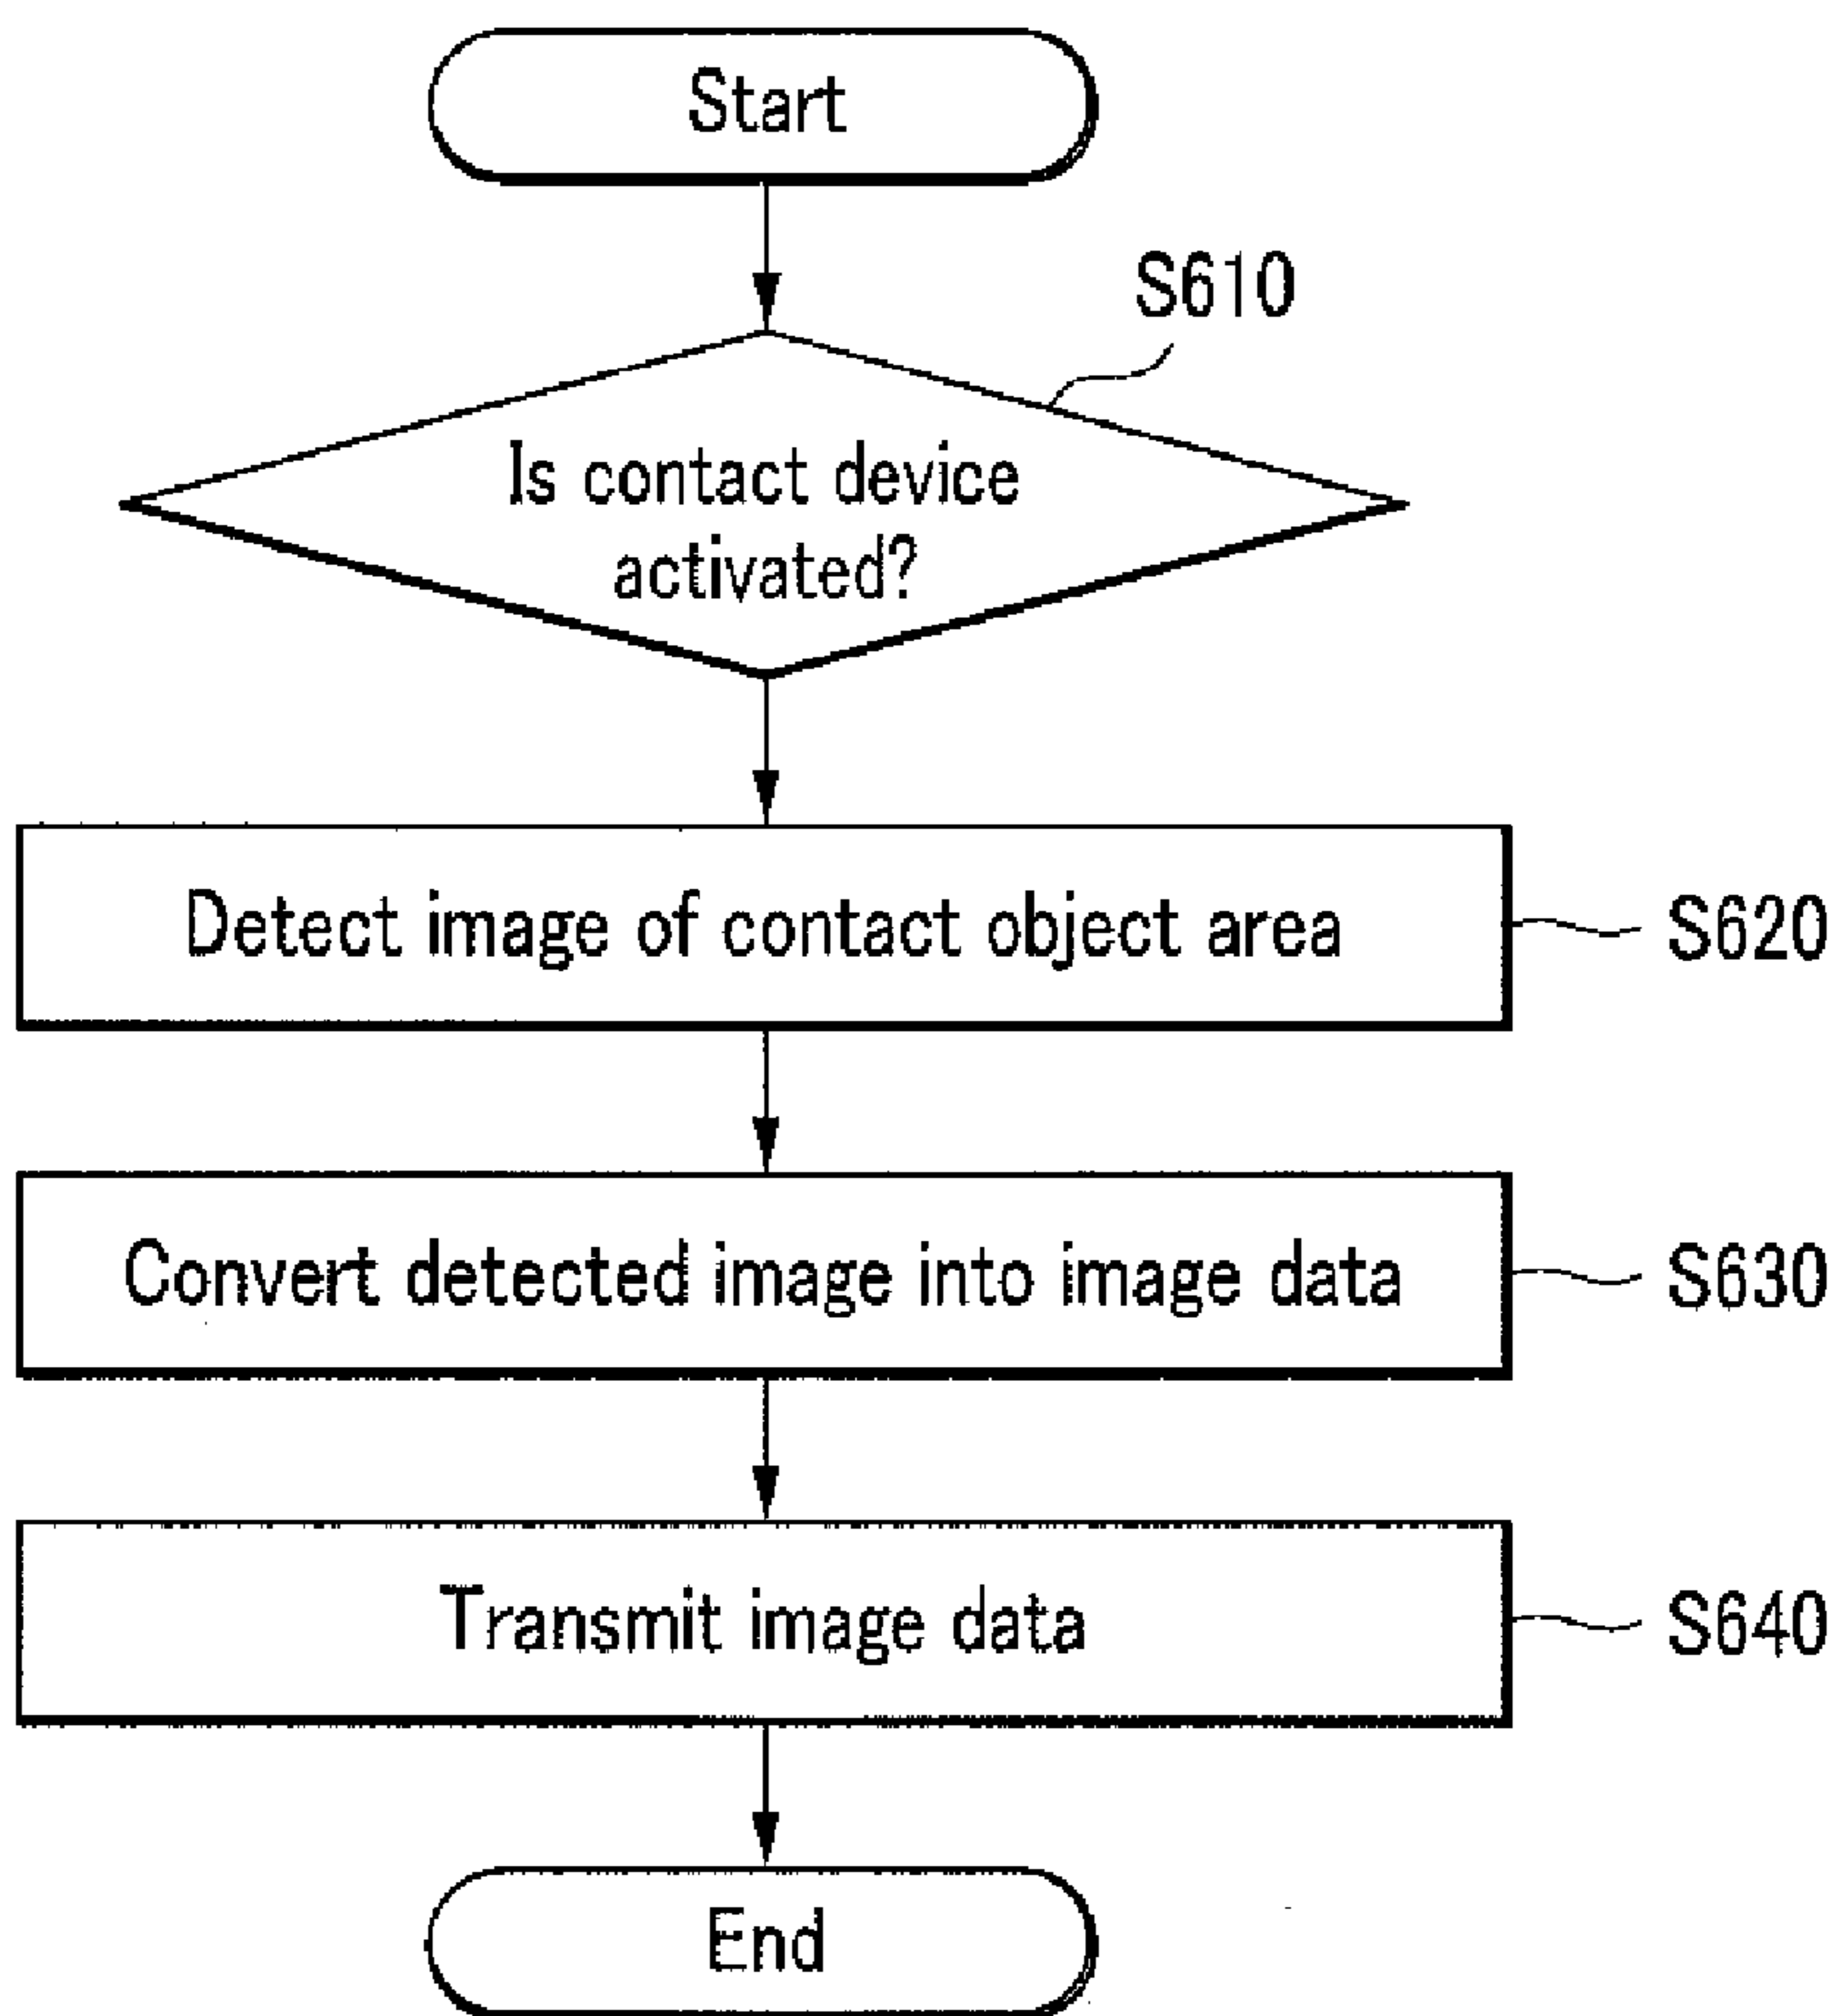 Start
S610
Is contact device
activated?
Detect image of contact object area
S620
Convert detected image into image data
S630
Transmit image data
S640
End